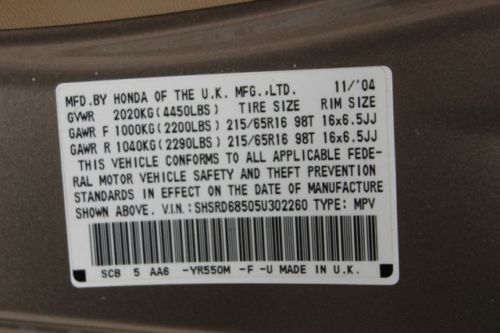 MFD.BY HONDA OF THE U.K. MFG.,LTD. 11/'04
GVWR 2020KG(4450LBS) TIRE SIZE RIM SIZE
GAWR F 1000KG(2200LBS) 215/65R16 98T 16x6.5JJ
GAWR R 1040KG(2290LBS) 215/65R16 98T 16x6.5JJ
THIS VEHICLE CONFORMS TO ALL APPLICABLE FEDE-
RAL MOTOR VEHICLE SAFETY AND THEFT PREVENTION
STANDARDS IN EFFECT ON THE DATE OF MANUFACTURE
SHOWN ABOVE. V.I.N.:SHSRD68505U302260 TYPE: MPV
SCB 5 AA6 -YR550M -F -U MADE IN U.K.